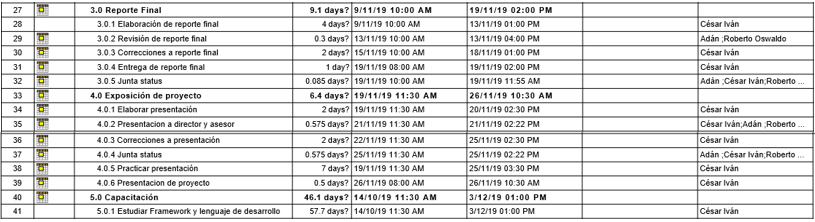 27 3.0 Reporte Final 9.1 days? 9/11/19 10:00 AM 19/11/19 02:00 PM
28 3.0.1 Elaboración de reporte final 4 days? 9/11/19 10:00 AM 13/11/19 01:00 PM César Iván
29 3.0.2 Revisión de reporte final 0.3 days? 13/11/19 10:00 AM 13/11/19 04:00 PM Adán ;Roberto Oswaldo
30 3.0.3 Correcciones a reporte final 2 days? 15/11/19 10:00 AM 18/11/19 01:00 PM César Iván
31 3.0.4 Entrega de reporte final 1 day? 19/11/19 08:00 AM 19/11/19 02:00 PM César Iván
32 3.0.5 Junta status 0.085 days? 19/11/19 10:00 AM 19/11/19 11:55 AM Adán ;César Iván;Roberto ...
33 4.0 Exposición de proyecto 6.4 days? 19/11/19 11:30 AM 26/11/19 10:30 AM
34 4.0.1 Elaborar presentación 2 days? 19/11/19 11:30 AM 20/11/19 02:30 PM César Iván
35 4.0.2 Presentacion a director y asesor 0.575 days? 21/11/19 11:30 AM 21/11/19 02:22 PM César Iván;Adán ;Roberto ...
36 4.0.3 Correcciones a presentación 2 days? 22/11/19 11:30 AM 25/11/19 02:30 PM César Iván
37 4.0.4 Junta status 0.575 days? 25/11/19 11:30 AM 25/11/19 02:22 PM Adán ;César Iván;Roberto ...
38 4.0.5 Practicar presentación 7 days? 19/11/19 11:30 AM 25/11/19 03:30 PM César Iván
39 4.0.6 Presentacion de proyecto 0.5 days? 26/11/19 08:00 AM 26/11/19 10:30 AM César Iván
40 5.0 Capacitación 46.1 days? 14/10/19 11:30 AM 3/12/19 01:00 PM
41 5.0.1 Estudiar Framework y lenguaje de desarrollo 57.7 days? 14/10/19 11:30 AM 3/12/19 01:00 PM César Iván